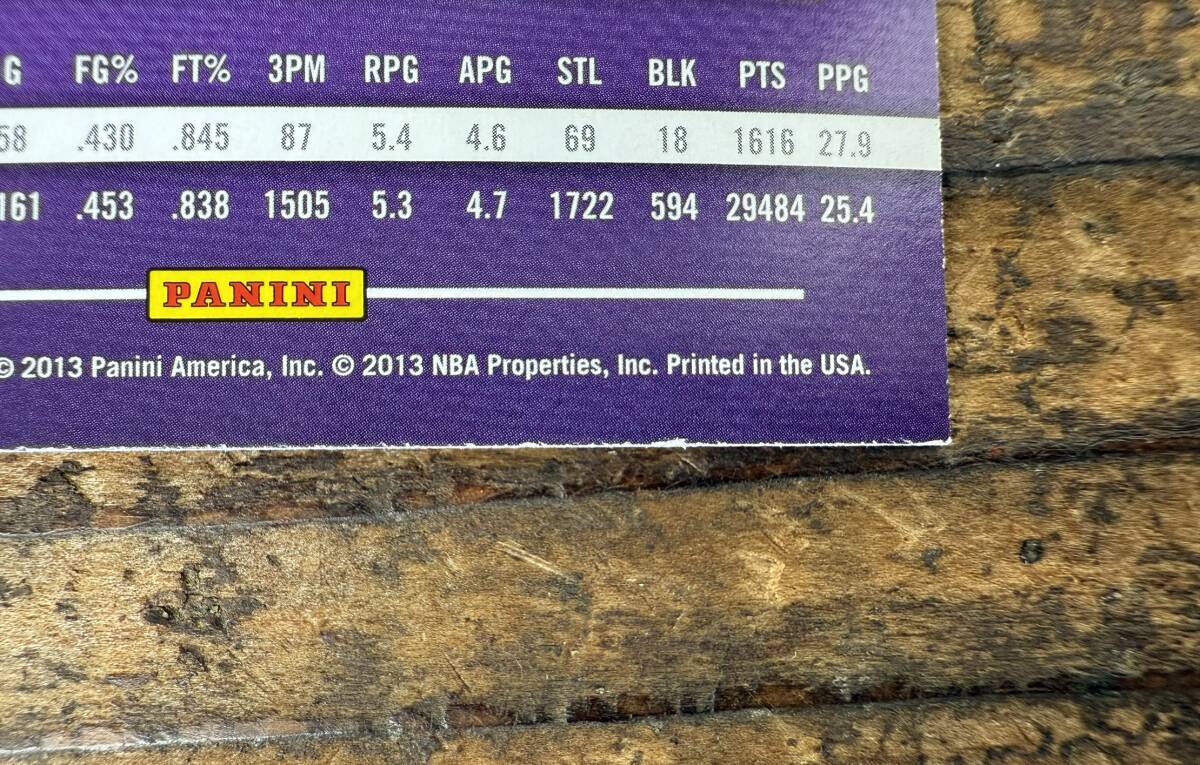 G FG% FT% 3PM RPG APG STL BLK PTS PPG
58 .430 .845 87 5.4 4.6 69 18 1616 27.9
161 .453 .838 1505 5.3 4.7 1722 594 29484 25.4
PANINI
© 2013 Panini America, Inc. © 2013 NBA Properties, Inc. Printed in the USA.